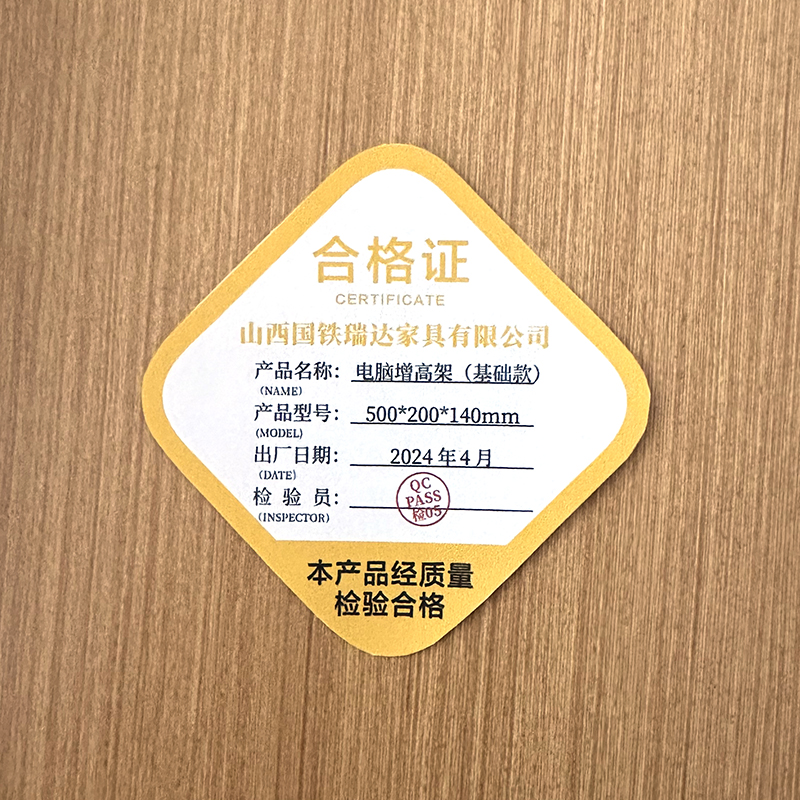 合格证
CERTIFICATE
山西国铁瑞达家具有限公司
产品名称： 电脑增高架（基础款）
（NAME）
产品型号： 500*200*140mm
（MODEL）
出厂日期： 2024年4月
（DATE）
检 验 员：
（INSPECTOR）
QC
PASS
检05
本产品经质量
检验合格